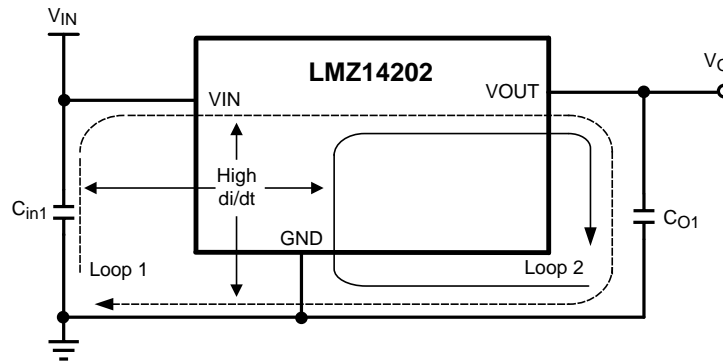 VIN
LMZ14202
VIN
VOUT
High
di/dt
Cin1
CO1
GND
Loop 1
Loop 2